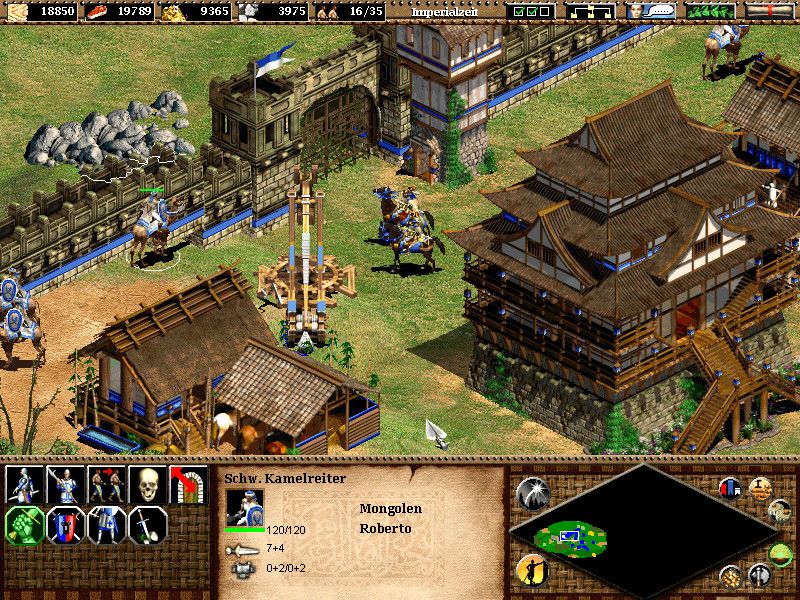 18850 19789 9365 3975 16/35 Imperialzeit
Schw. Kamelreiter
Mongolen
Roberto
120/120
7+4
0+2/0+2